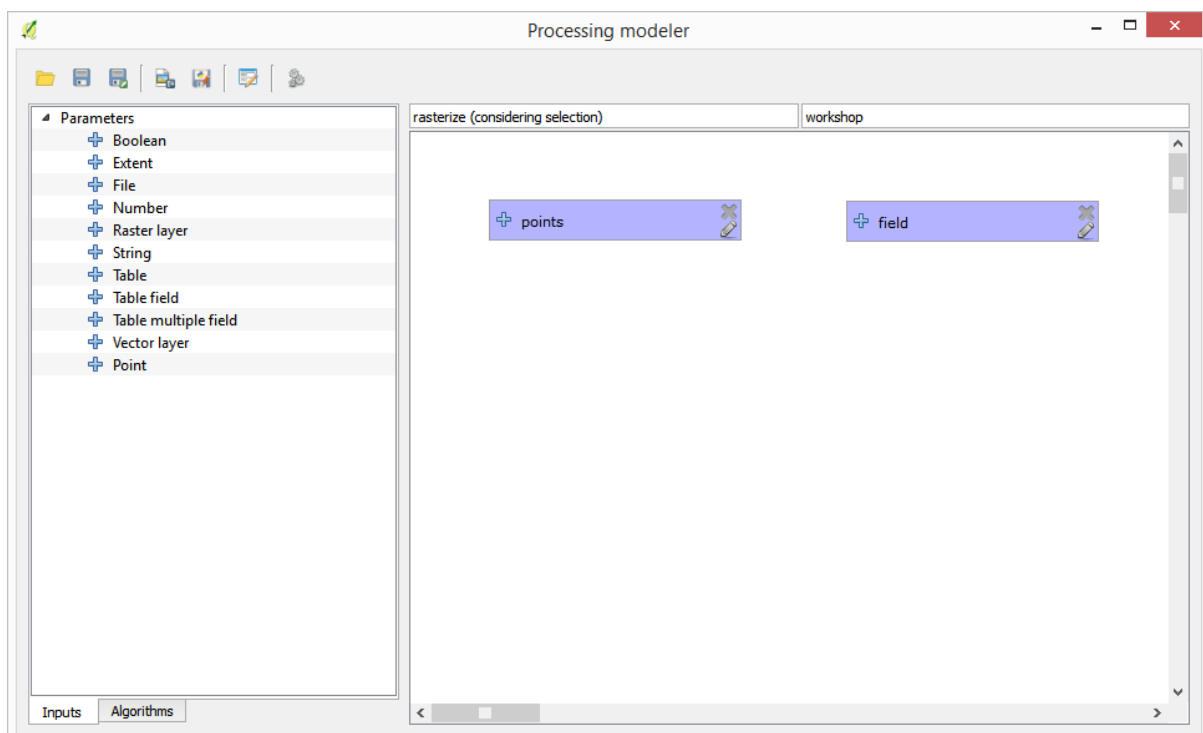 Processing modeler
Parameters
Boolean
Extent
File
Number
Raster layer
String
Table
Table field
Table multiple field
Vector layer
Point
Inputs Algorithms
rasterize (considering selection) workshop
points field